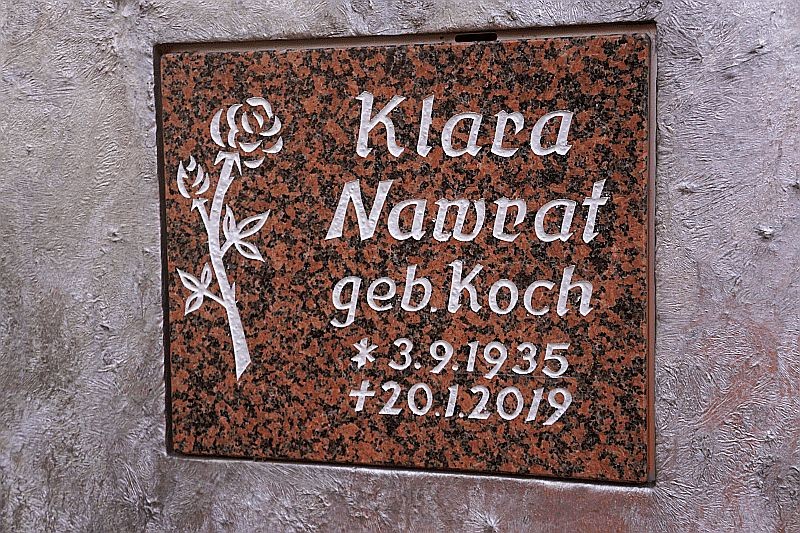 Klara
Nawrat
geb. Koch
* 3.9.1935
†20.1.2019